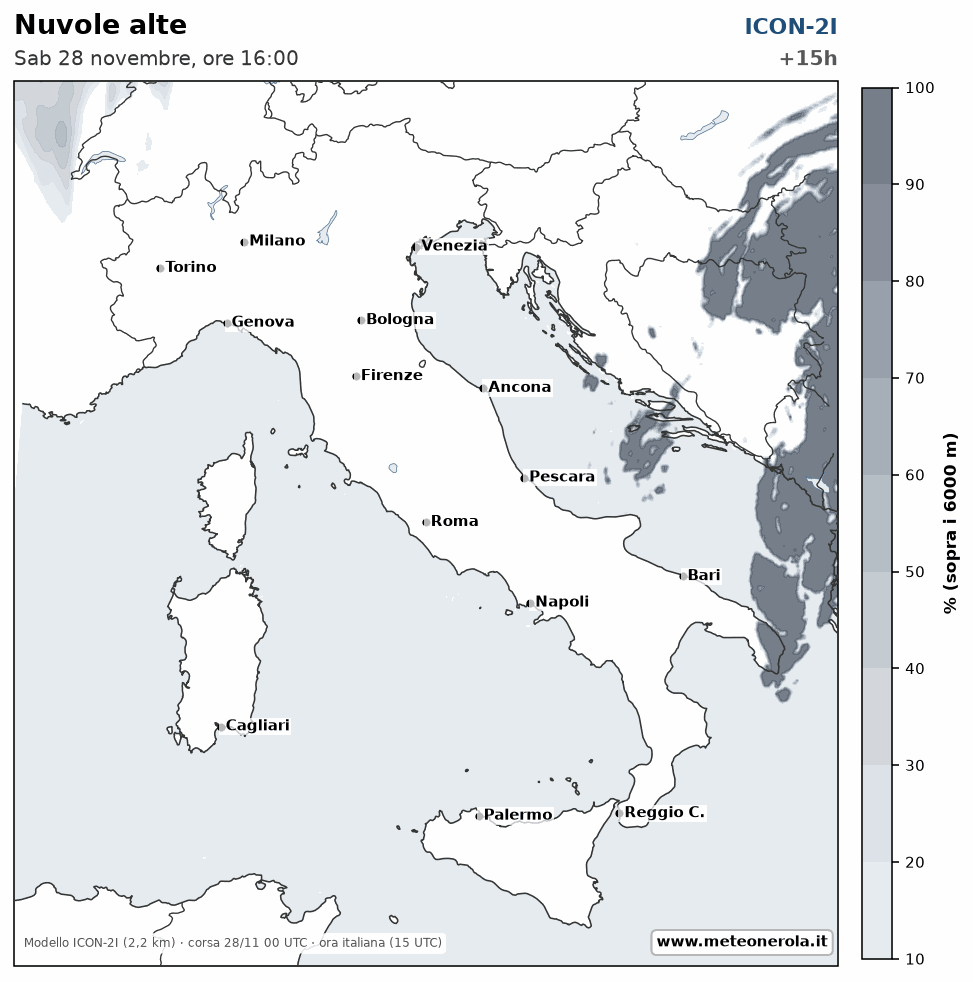 Nuvole alte
ICON-2I
Sab 28 novembre, ore 16:00
+15h
100
90
80
70
60
50
40
30
20
10
% (sopra i 6000 m)
Milano
Venezia
Torino
Genova
Bologna
Firenze
Ancona
Pescara
Roma
Bari
Napoli
Cagliari
Palermo
Reggio C.
Modello ICON-2I (2,2 km) · corsa 28/11 00 UTC · ora italiana (15 UTC)
www.meteonerola.it